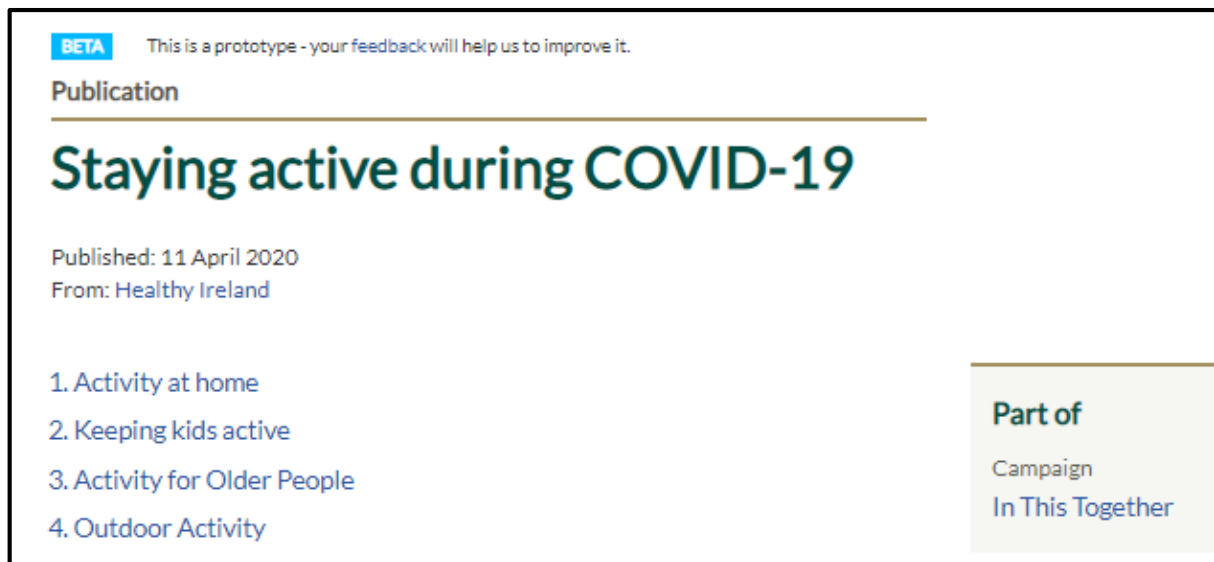 BETA This is a prototype - your feedback will help us to improve it.
Publication
Staying active during COVID-19
Published: 11 April 2020
From: Healthy Ireland
1. Activity at home
2. Keeping kids active
3. Activity for Older People
4. Outdoor Activity
Part of
Campaign
In This Together